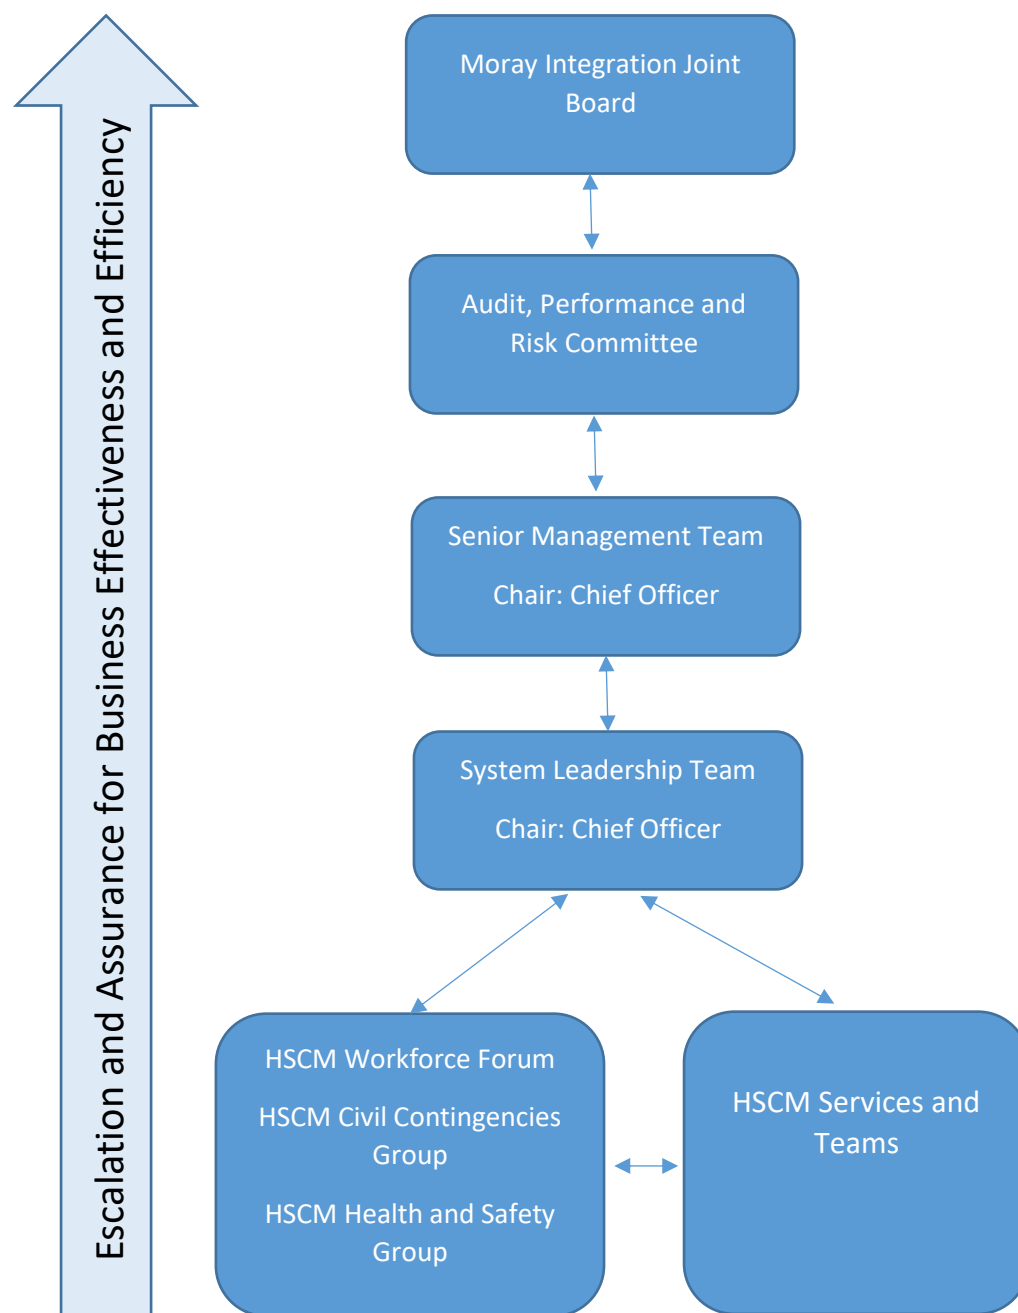 Escalation and Assurance for Business Effectiveness and Efficiency
Moray Integration Joint
Board
Audit, Performance and
Risk Committee
Senior Management Team
Chair: Chief Officer
System Leadership Team
Chair: Chief Officer
HSCM Workforce Forum
HSCM Civil Contingencies
Group
HSCM Health and Safety
Group
HSCM Services and
Teams